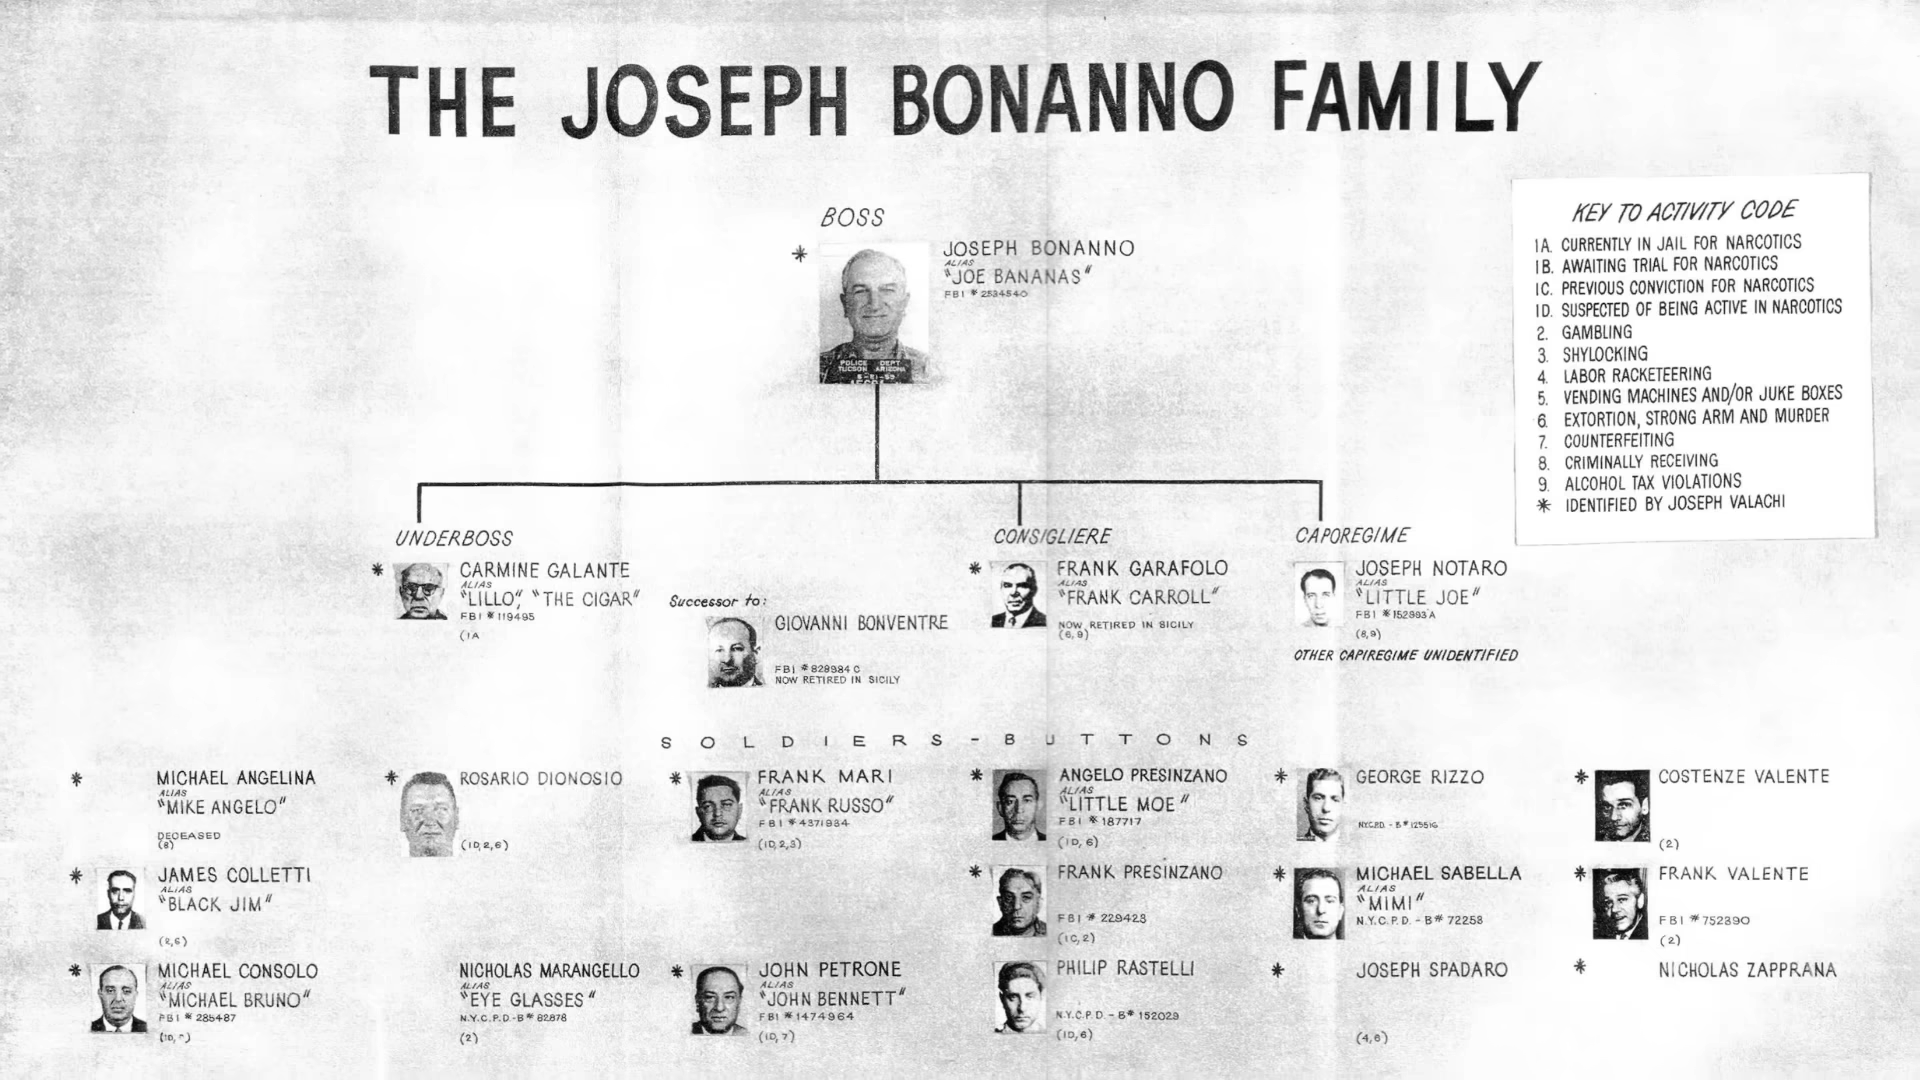 THE JOSEPH BONANNO FAMILY
BOSS
* JOSEPH BONANNO
ALIAS
"JOE BANANAS"
FBI # 2534540
POLICE DEPT
TUCSON ARIZONA
KEY TO ACTIVITY CODE
1A. CURRENTLY IN JAIL FOR NARCOTICS
1B. AWAITING TRIAL FOR NARCOTICS
1C. PREVIOUS CONVICTION FOR NARCOTICS
1D. SUSPECTED OF BEING ACTIVE IN NARCOTICS
2. GAMBLING
3. SHYLOCKING
4. LABOR RACKETEERING
5. VENDING MACHINES AND/OR JUKE BOXES
6. EXTORTION, STRONG ARM AND MURDER
7. COUNTERFEITING
8. CRIMINALLY RECEIVING
9. ALCOHOL TAX VIOLATIONS
* IDENTIFIED BY JOSEPH VALACHI
UNDERBOSS
* CARMINE GALANTE
ALIAS
"LILLO", "THE CIGAR"
FBI # 119495
(1A
Successor to:
GIOVANNI BONVENTRE
FBI # 829984 C
NOW RETIRED IN SICILY
CONSIGLIERE
* FRANK GARAFOLO
ALIAS
"FRANK CARROLL"
NOW RETIRED IN SICILY
(6,9)
CAPOREGIME
JOSEPH NOTARO
ALIAS
"LITTLE JOE"
FBI # 152993 A
(8,9)
OTHER CAPIREGIME UNIDENTIFIED
SOLDIERS-BUTTONS
* MICHAEL ANGELINA
ALIAS
"MIKE ANGELO"
DECEASED
* JAMES COLLETTI
ALIAS
"BLACK JIM"
* MICHAEL CONSOLO
ALIAS
"MICHAEL BRUNO"
FBI # 285487
* ROSARIO DIONOSIO
(1D,2,6)
NICHOLAS MARANGELLO
ALIAS
"EYE GLASSES"
N.Y.C.P.D.-B# 82878
(2)
* FRANK MARI
ALIAS
"FRANK RUSSO"
FBI # 4371934
(1D,2,3)
* JOHN PETRONE
ALIAS
"JOHN BENNETT"
FBI # 1474964
(1D,7)
* ANGELO PRESINZANO
ALIAS
"LITTLE MOE"
FBI # 187717
(1D,6)
* FRANK PRESINZANO
FBI # 229423
(1C,2)
PHILIP RASTELLI
N.Y.C.P.D. - B# 152029
(1D,6)
* GEORGE RIZZO
N.Y.C.P.D. - B# 125516
* MICHAEL SABELLA
ALIAS
"MIMI"
N.Y.C.P.D. - B# 72258
* JOSEPH SPADARO
(4,6)
* COSTENZE VALENTE
(2)
* FRANK VALENTE
FBI # 752390
(2)
* NICHOLAS ZAPPRANA